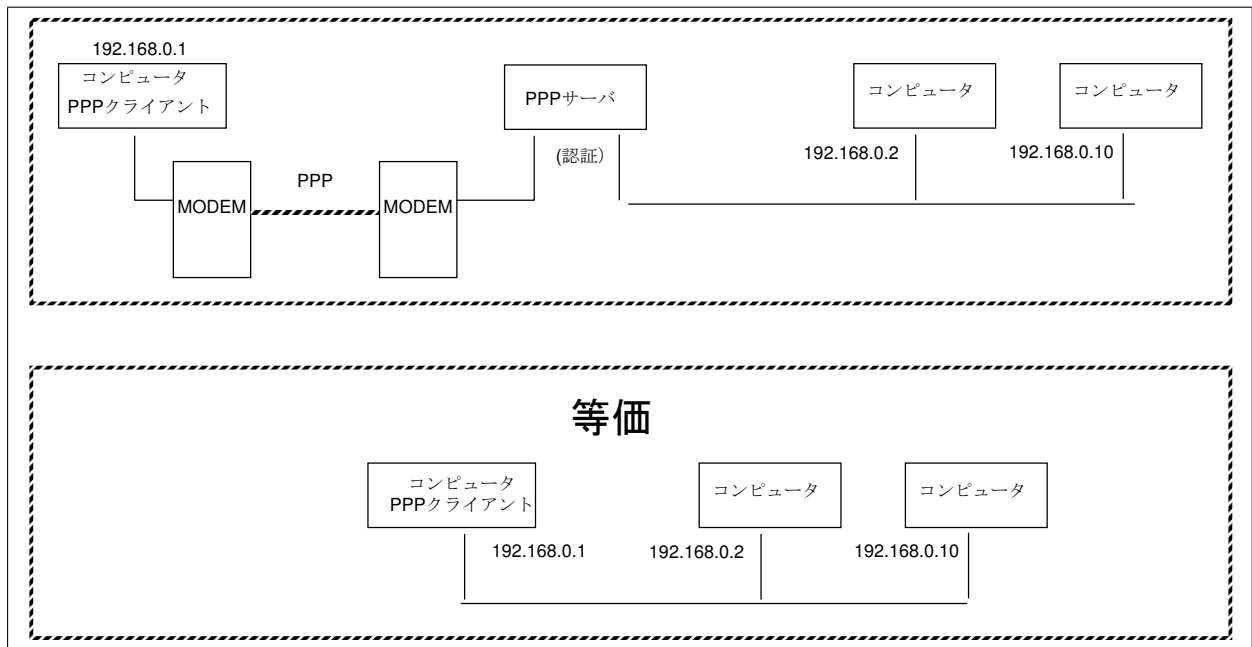 192.168.0.1
コンピュータ
PPPクライアント
PPPサーバ
コンピュータ
コンピュータ
(認証）
192.168.0.2
192.168.0.10
PPP
MODEM
MODEM
等価
コンピュータ
PPPクライアント
コンピュータ
コンピュータ
192.168.0.1
192.168.0.2
192.168.0.10